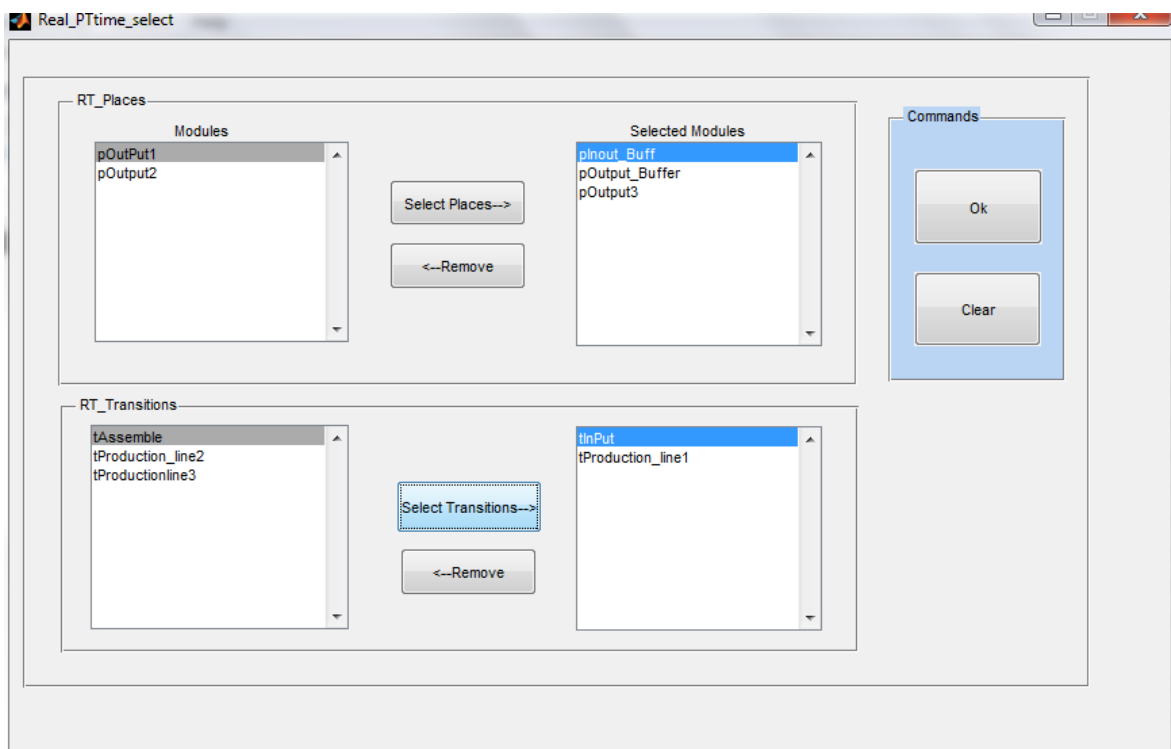 Real_PTtime_select
RT_Places
Modules
pOutPut1
pOutput2
Select Places-->
<--Remove
Selected Modules
pInout_Buff
pOutput_Buffer
pOutput3
Commands
Ok
Clear
RT_Transitions
tAssemble
tProduction_line2
tProductionline3
Select Transitions-->
<--Remove
tInPut
tProduction_line1